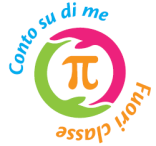 Conto su di me
π
Fuori classe